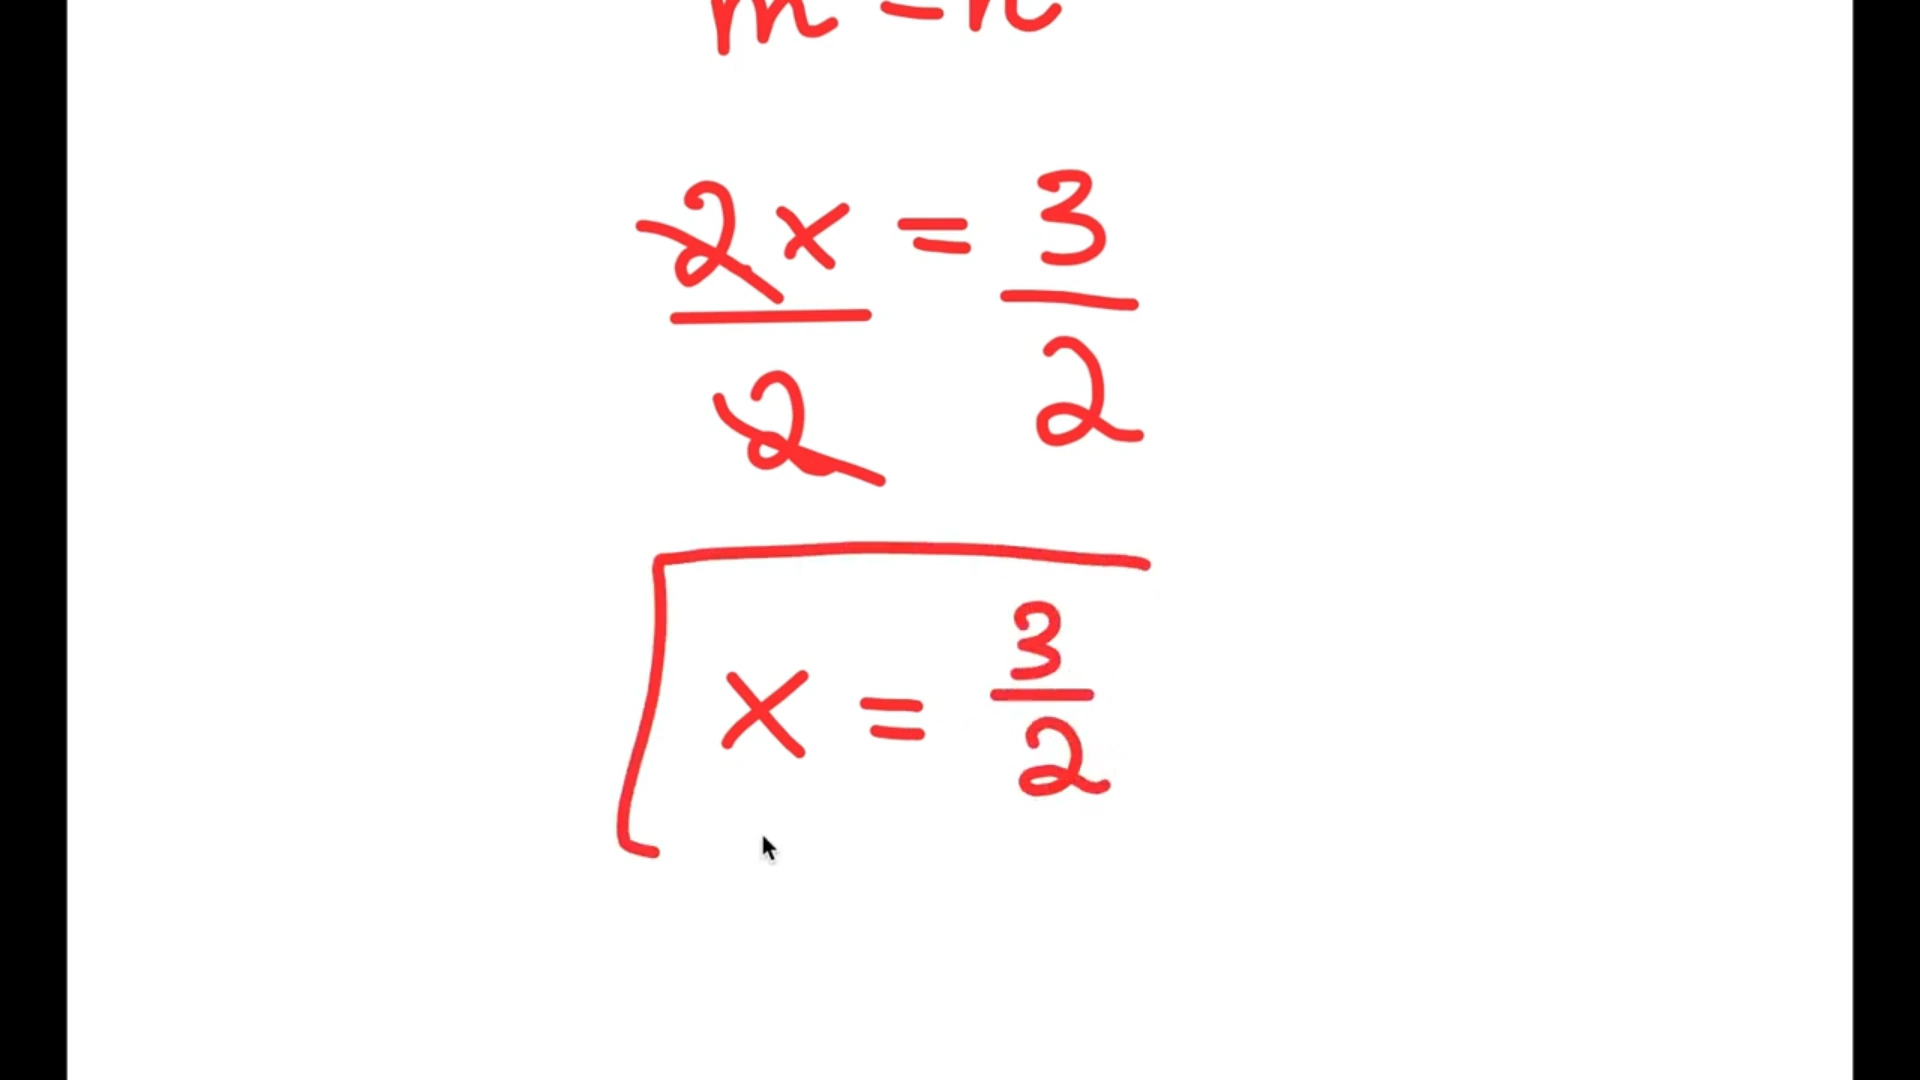 m = n
2x/2 = 3/2
x = 3/2